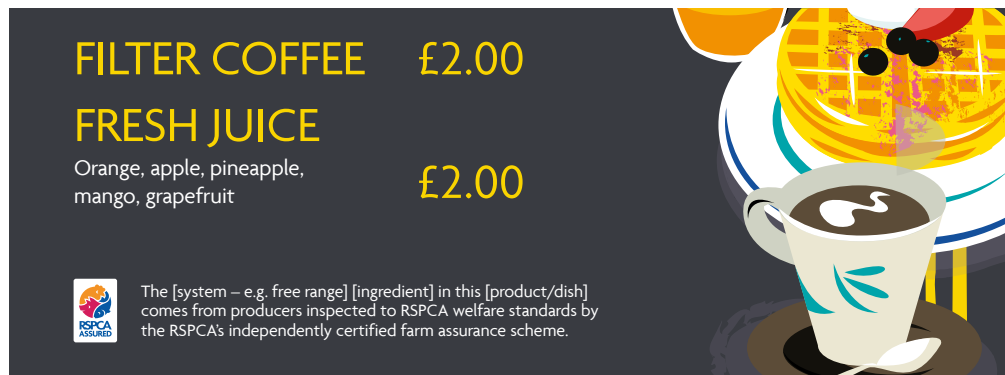 FILTER COFFEE £2.00
FRESH JUICE
Orange, apple, pineapple,
mango, grapefruit
£2.00
RSPCA
ASSURED
The [system – e.g. free range] [ingredient] in this [product/dish]
comes from producers inspected to RSPCA welfare standards by
the RSPCA’s independently certified farm assurance scheme.